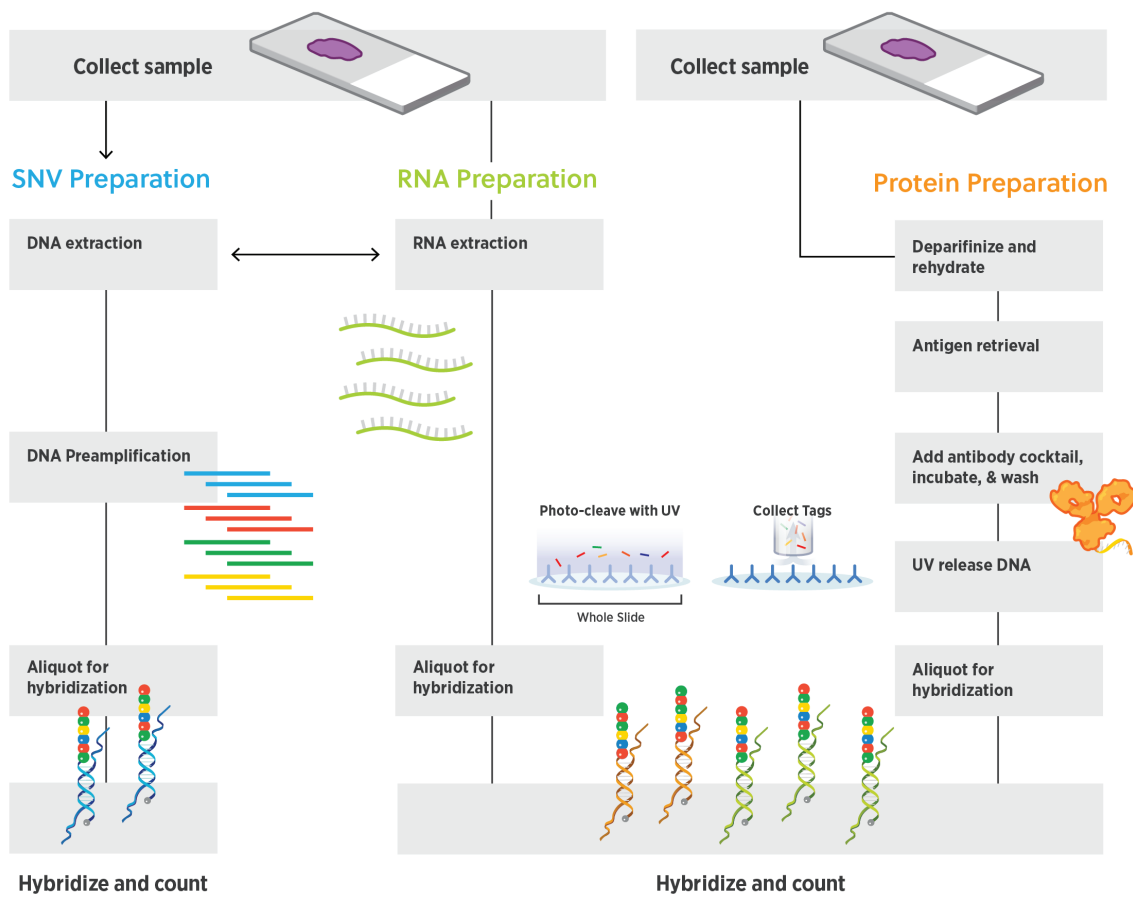 Collect sample
Collect sample
SNV Preparation
RNA Preparation
Protein Preparation
DNA extraction
RNA extraction
Deparifinize and
rehydrate
Antigen retrieval
DNA Preamplification
Add antibody cocktail,
incubate, & wash
Photo-cleave with UV
Collect Tags
UV release DNA
Whole Slide
Aliquot for
hybridization
Aliquot for
hybridization
Aliquot for
hybridization
Hybridize and count
Hybridize and count